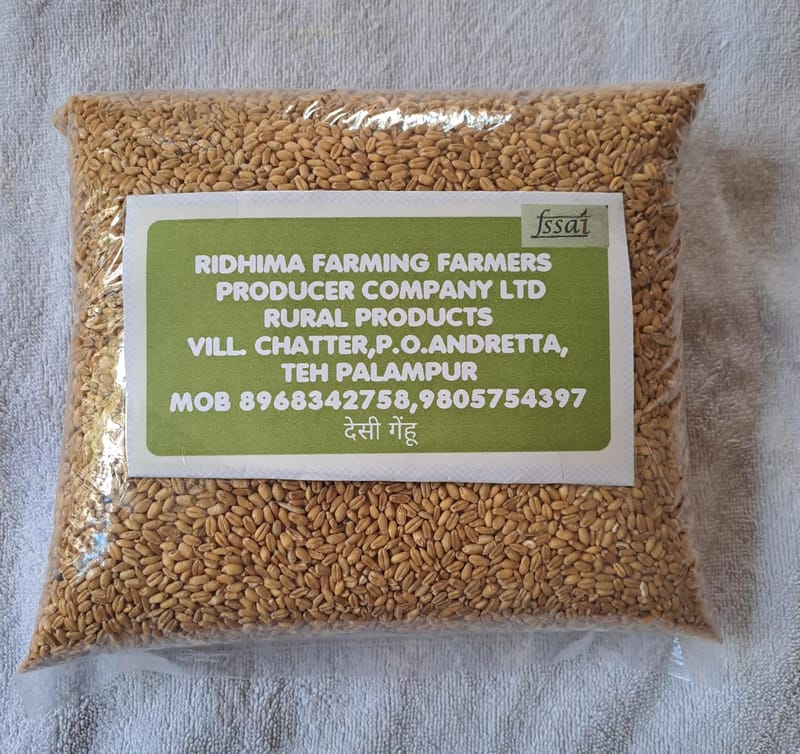 fssai
RIDHIMA FARMING FARMERS
PRODUCER COMPANY LTD
RURAL PRODUCTS
VILL. CHATTER,P.O.ANDRETTA,
TEH PALAMPUR
MOB 8968342758,9805754397
देसी गेंहू